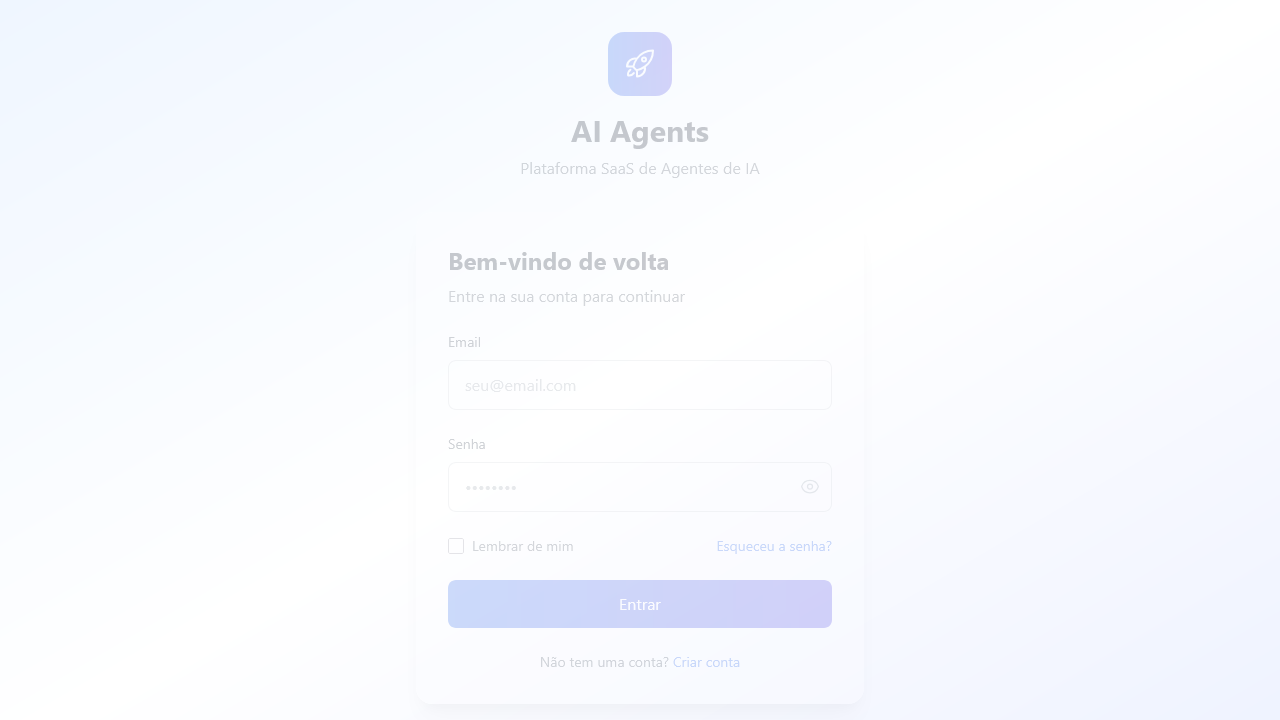 AI Agents
Plataforma SaaS de Agentes de IA
Bem-vindo de volta
Entre na sua conta para continuar
Email
seu@email.com
Senha
••••••••
Lembrar de mim
Esqueceu a senha?
Entrar
Não tem uma conta? Criar conta